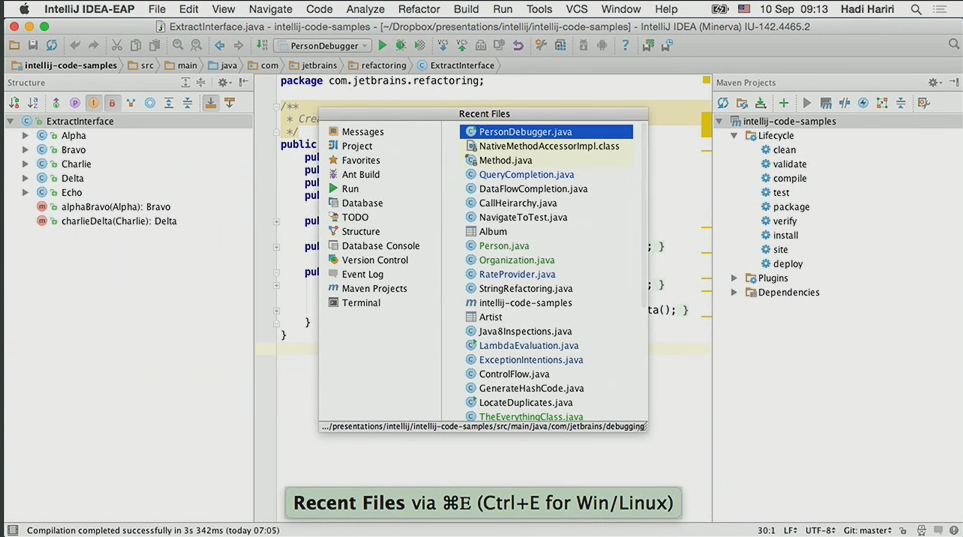 IntelliJ IDEA-EAP File Edit View Navigate Code Analyze Refactor Build Run Tools VCS Window Help 10 Sep 09:13 Hadi Hariri
ExtractInterface.java - intellij-code-samples - [~/Dropbox/presentations/intellij/intellij-code-samples] - IntelliJ IDEA (Minerva) IU-142.4465.2
PersonDebugger
intellij-code-samples src main java com jetbrains refactoring ExtractInterface
Structure
ExtractInterface
Alpha
Bravo
Charlie
Delta
Echo
alphaBravo(Alpha): Bravo
charlieDelta(Charlie): Delta
package com.jetbrains.refactoring;
/**
* Cre
*/
public
pub
pub
pub
pub
pub
; }
pub
; }
ta(); }
}
}
Recent Files
Messages
Project
Favorites
Ant Build
Run
Database
TODO
Structure
Database Console
Version Control
Event Log
Maven Projects
Terminal
PersonDebugger.java
NativeMethodAccessorImpl.class
Method.java
QueryCompletion.java
DataFlowCompletion.java
CallHeirarchy.java
NavigateToTest.java
Album
Person.java
Organization.java
RateProvider.java
StringRefactoring.java
intellij-code-samples
Artist
Java8Inspections.java
LambdaEvaluation.java
ExceptionIntentions.java
ControlFlow.java
GenerateHashCode.java
LocateDuplicates.java
TheEverythingClass.java
.../presentations/intellij/intellij-code-samples/src/main/java/com/jetbrains/debugging
Maven Projects
intellij-code-samples
Lifecycle
clean
validate
compile
test
package
verify
install
site
deploy
Plugins
Dependencies
Recent Files via ⌘E (Ctrl+E for Win/Linux)
Compilation completed successfully in 3s 342ms (today 07:05) 30:1 LF÷ UTF-8÷ Git: master÷